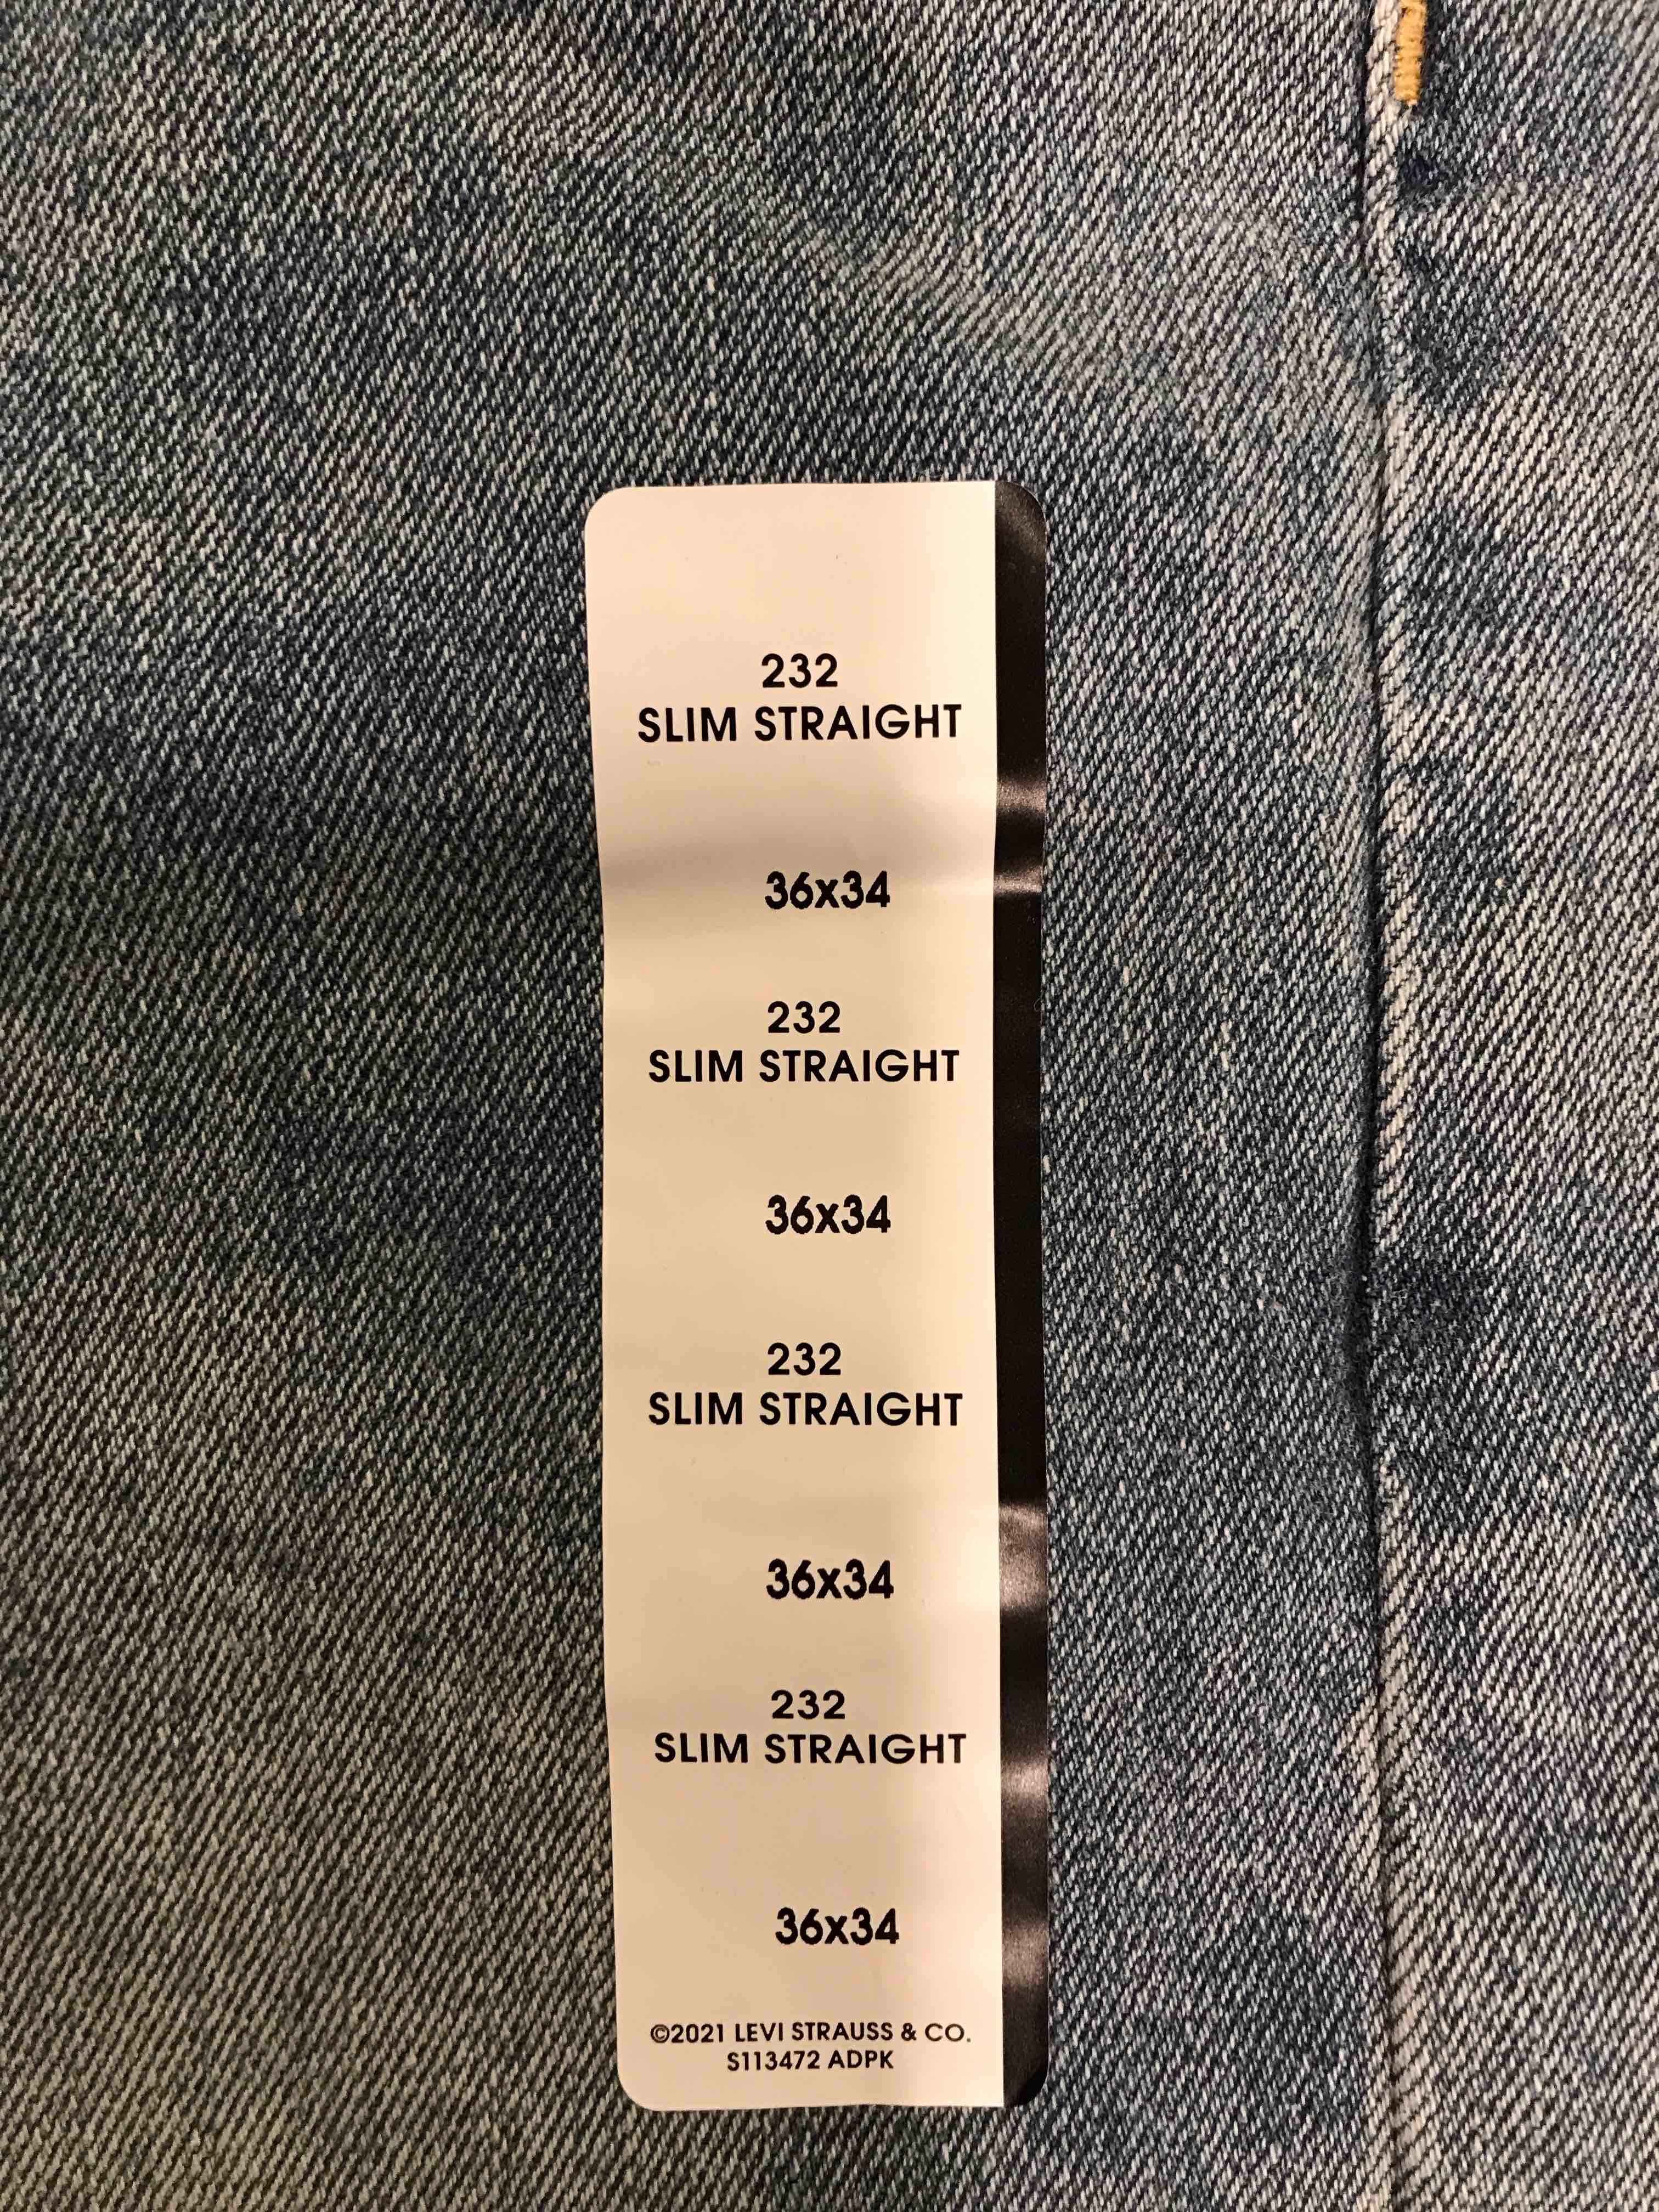 232
SLIM STRAIGHT
36x34
232
SLIM STRAIGHT
36x34
232
SLIM STRAIGHT
36x34
232
SLIM STRAIGHT
36x34
©2021 LEVI STRAUSS & CO.
S113472 ADPK